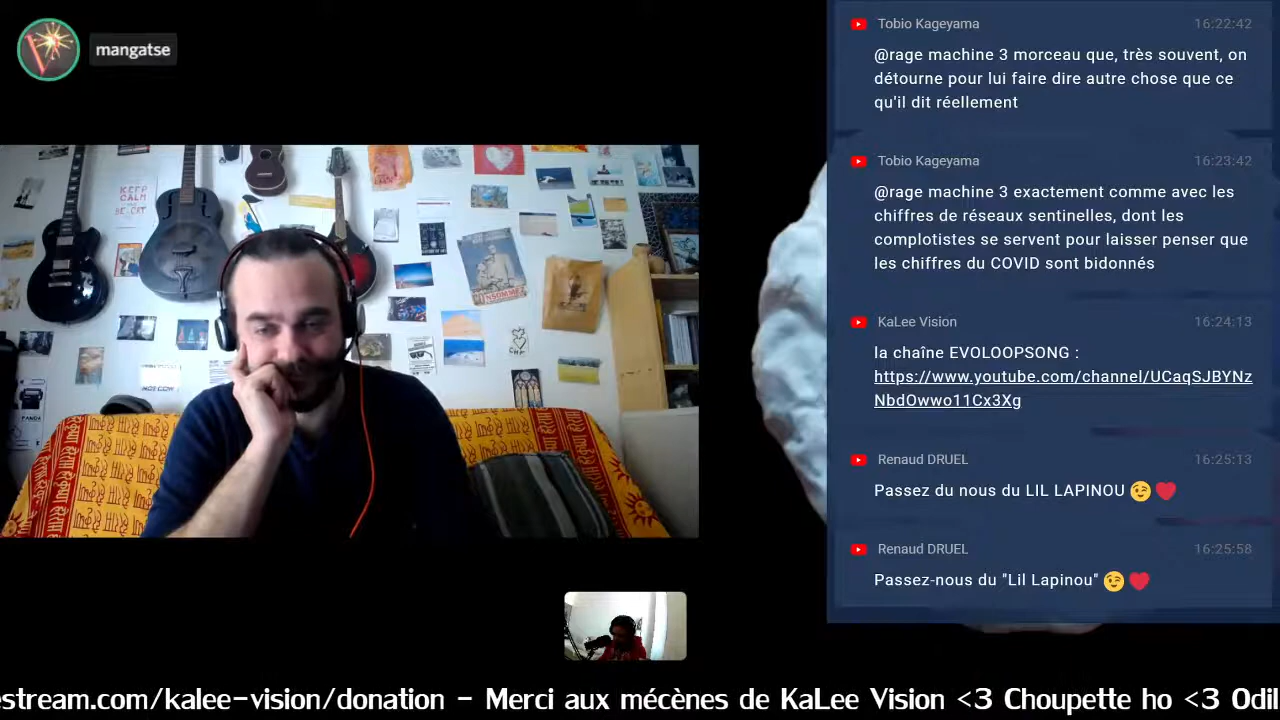 mangatse
KEEP
CALM
AND
BE CAT
Tobio Kageyama 16:22:42
@rage machine 3 morceau que, très souvent, on
détourne pour lui faire dire autre chose que ce
qu'il dit réellement
Tobio Kageyama 16:23:42
@rage machine 3 exactement comme avec les
chiffres de réseaux sentinelles, dont les
complotistes se servent pour laisser penser que
les chiffres du COVID sont bidonnés
KaLee Vision 16:24:13
la chaîne EVOLOOPSONG :
https://www.youtube.com/channel/UCaqSJBYNz
NbdOwwo11Cx3Xg
Renaud DRUEL 16:25:13
Passez du nous du LIL LAPINOU 😉❤️
Renaud DRUEL 16:25:58
Passez-nous du "Lil Lapinou" 😉❤️
estream.com/kalee-vision/donation - Merci aux mécènes de KaLee Vision <3 Choupette ho <3 Odil